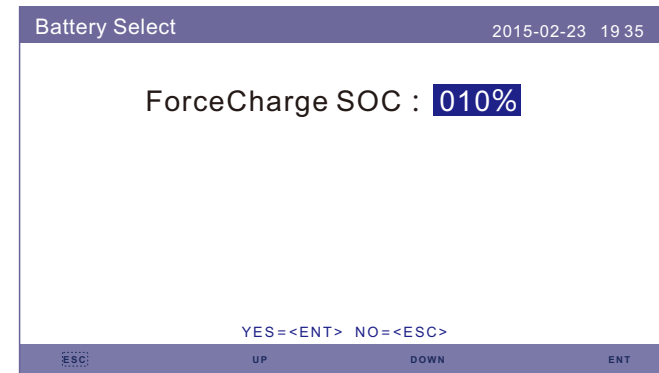 Battery Select 2015-02-23 19 35
ForceCharge SOC : 010%
YES=<ENT> NO=<ESC>
ESC UP DOWN ENT